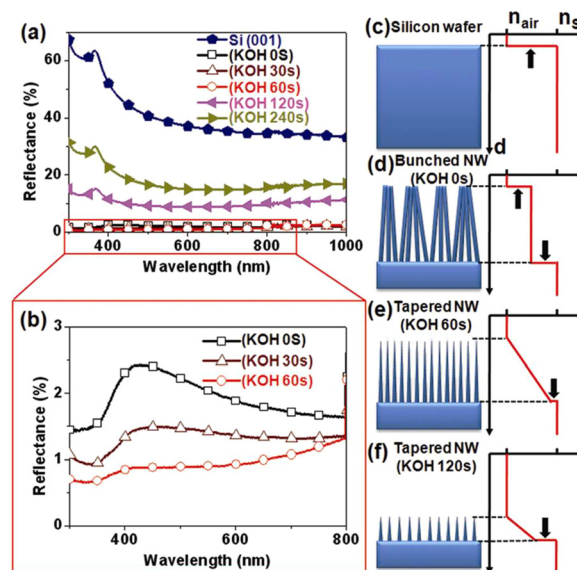 (a)
Si (001)
(KOH 0S)
(KOH 30s)
(KOH 60s)
(KOH 120s)
(KOH 240s)
Reflectance (%)
60
40
20
0
400
600
800
1000
Wavelength (nm)
(b)
(KOH 0S)
(KOH 30s)
(KOH 60s)
Reflectance (%)
2
1
0
400
600
800
Wavelength (nm)
(c)
Silicon wafer
n air
n s
d
(d)
Bunched NW
(KOH 0s)
(e)
Tapered NW
(KOH 60s)
(f)
Tapered NW
(KOH 120s)